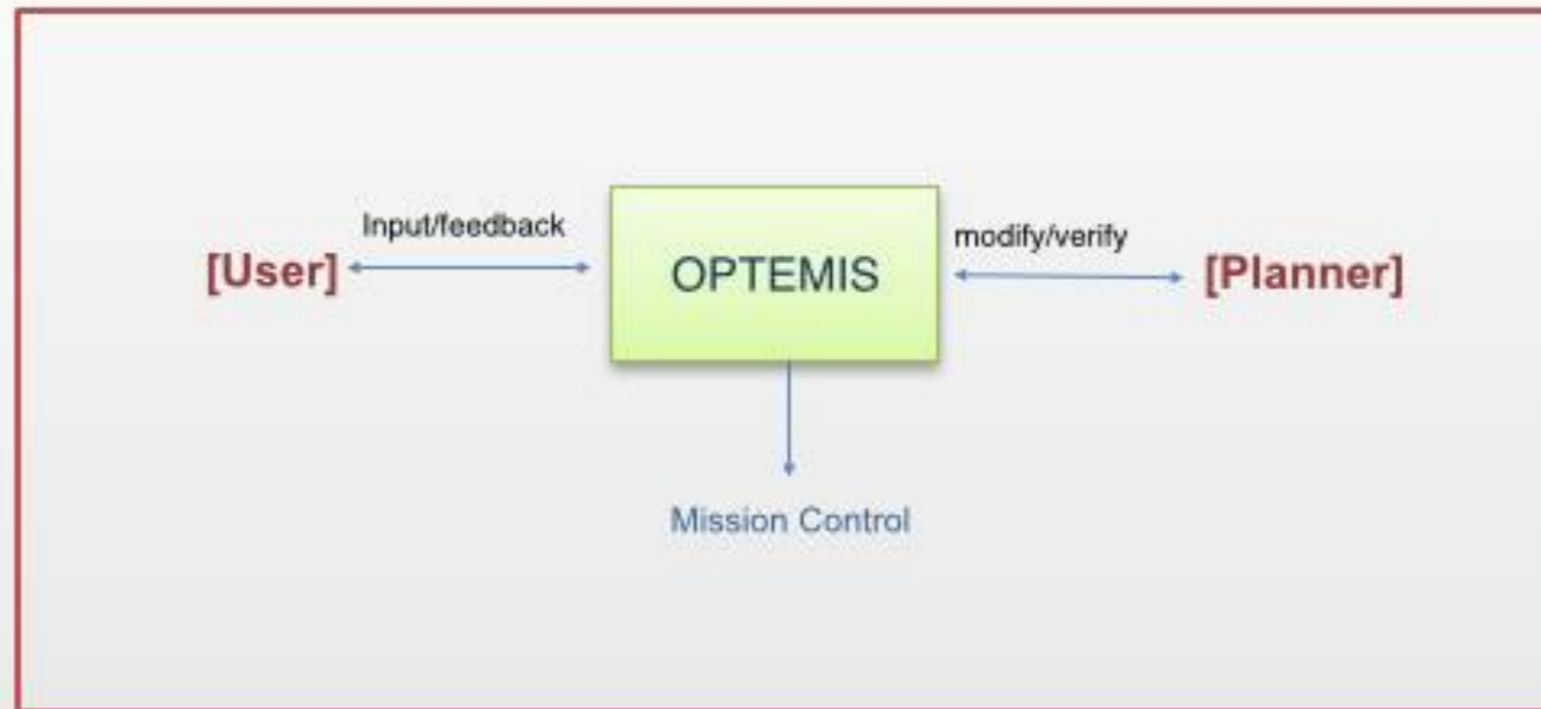 Input/feedback
modify/verify
[User]
OPTEMIS
[Planner]
Mission Control